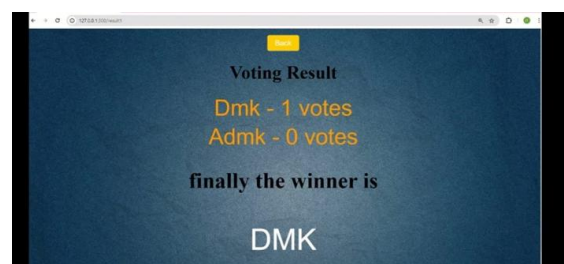 Back
Voting Result
Dmk - 1 votes
Admk - 0 votes
finally the winner is
DMK